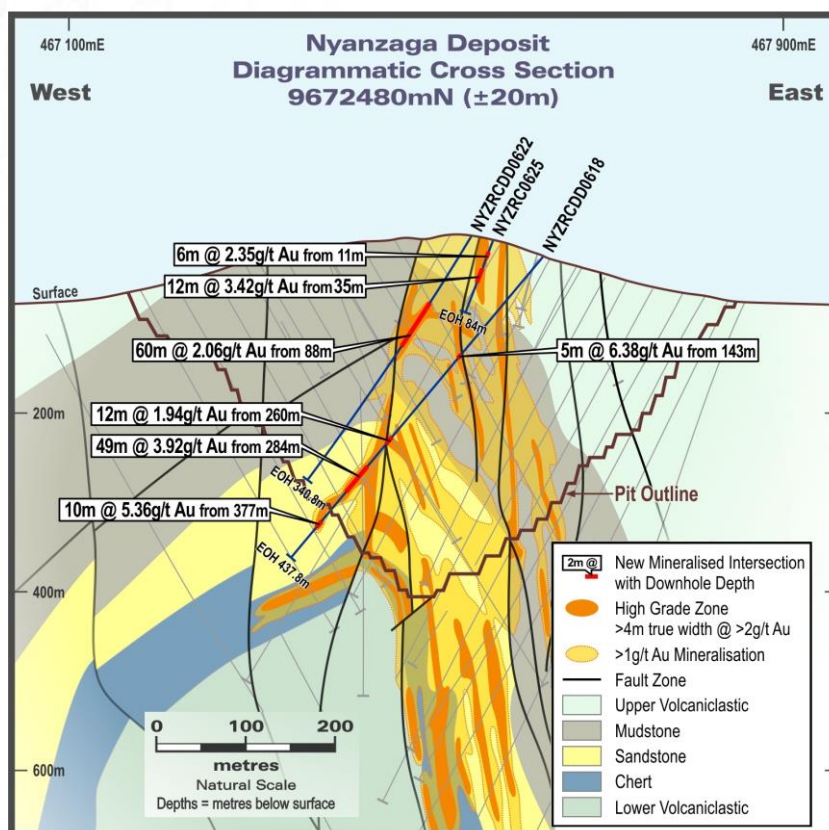 467 100mE
467 900mE
Nyanzaga Deposit
Diagrammatic Cross Section
9672480mN (±20m)
West
East
NYZRCDD0622
NYZRC0625
NYZRCDD0618
6m @ 2.35g/t Au from 11m
12m @ 3.42g/t Au from 35m
Surface
EOH 84m
60m @ 2.06g/t Au from 88m
5m @ 6.38g/t Au from 143m
200m
12m @ 1.94g/t Au from 260m
49m @ 3.92g/t Au from 284m
EOH 340.8m
10m @ 5.36g/t Au from 377m
Pit Outline
EOH 437.8m
400m
2m @
New Mineralised Intersection
with Downhole Depth
High Grade Zone
>4m true width @ >2g/t Au
>1g/t Au Mineralisation
Fault Zone
Upper Volcaniclastic
Mudstone
Sandstone
Chert
Lower Volcaniclastic
0 100 200
metres
Natural Scale
Depths = metres below surface
600m